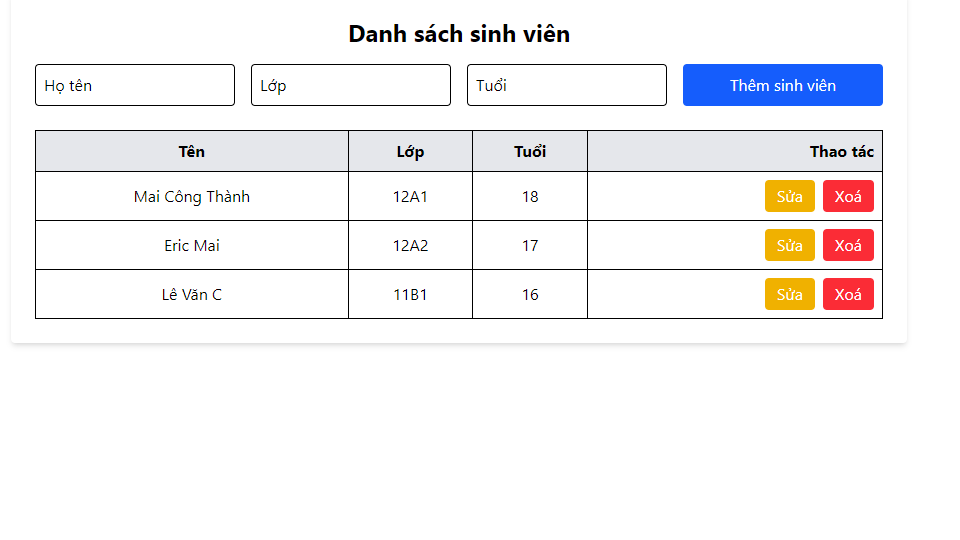 Danh sách sinh viên
Họ tên Lớp Tuổi Thêm sinh viên
Tên Lớp Tuổi Thao tác
Mai Công Thành 12A1 18 Sửa Xoá
Eric Mai 12A2 17 Sửa Xoá
Lê Văn C 11B1 16 Sửa Xoá